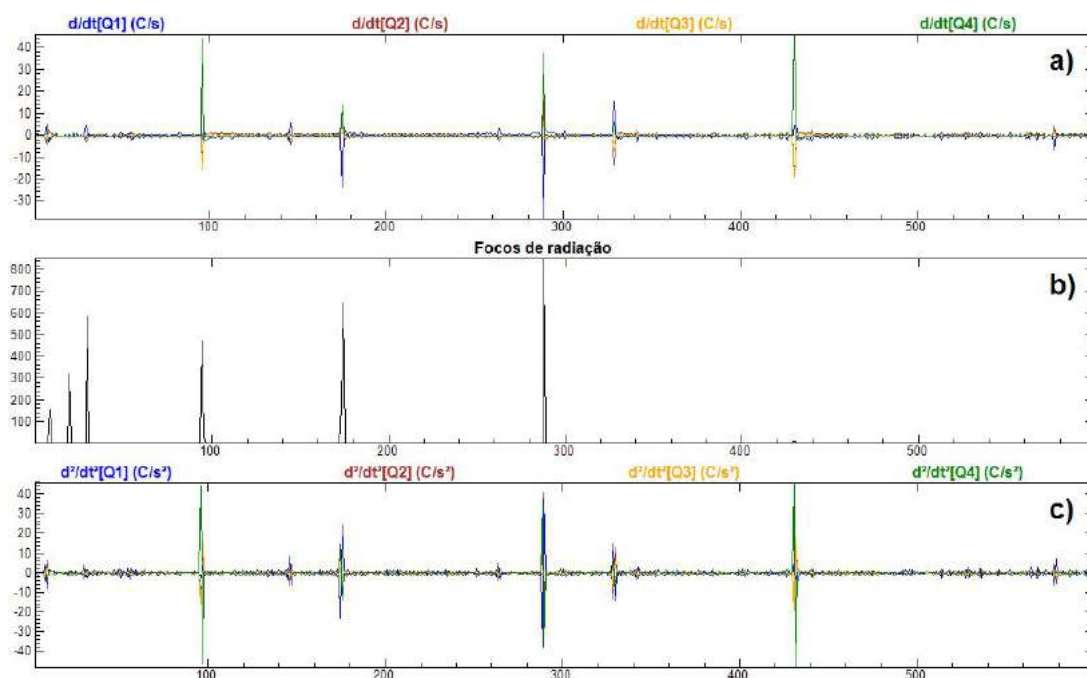 d/dt[Q1] (C/s) d/dt[Q2] (C/s) d/dt[Q3] (C/s) d/dt[Q4] (C/s)
a)
40
30
20
10
0
-10
-20
-30
100 200 300 400 500
Focos de radiação
b)
800
700
600
500
400
300
200
100
100 200 300 400 500
d²/dt²[Q1] (C/s²) d²/dt²[Q2] (C/s²) d²/dt²[Q3] (C/s²) d²/dt²[Q4] (C/s²)
c)
40
30
20
10
0
-10
-20
-30
-40
100 200 300 400 500